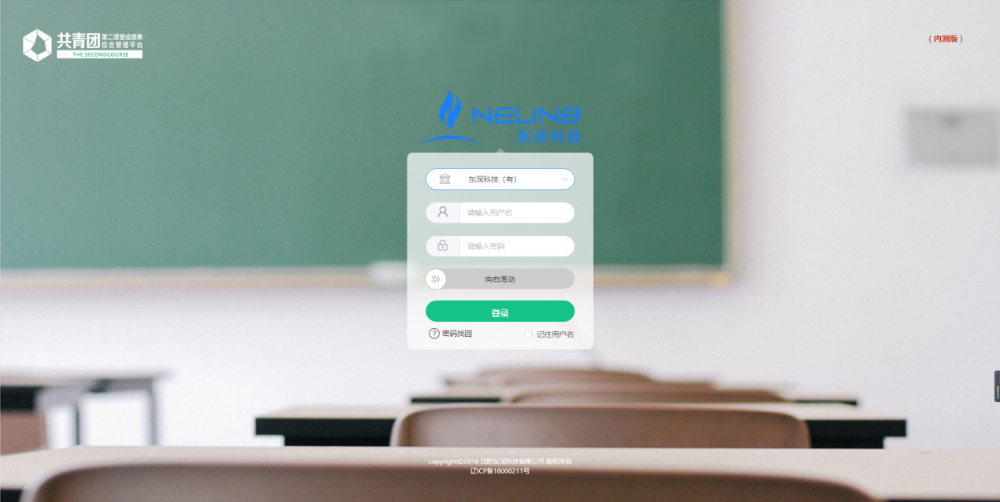 共青团 第二课堂成绩单
综合管理平台
THE SECONDCOURSE
( 内测版 )
NEUNB
东深科技
东深科技（有）
请输入用户名
请输入密码
向右滑动
登录
? 密码找回
记住用户名
copyright©2016 沈阳东深科技有限公司 版权所有
辽ICP备18000211号